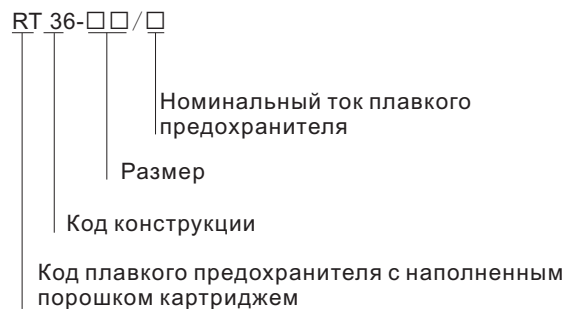 RT 36-□□/□
Номинальный ток плавкого
предохранителя
Размер
Код конструкции
Код плавкого предохранителя с наполненным
порошком картриджем